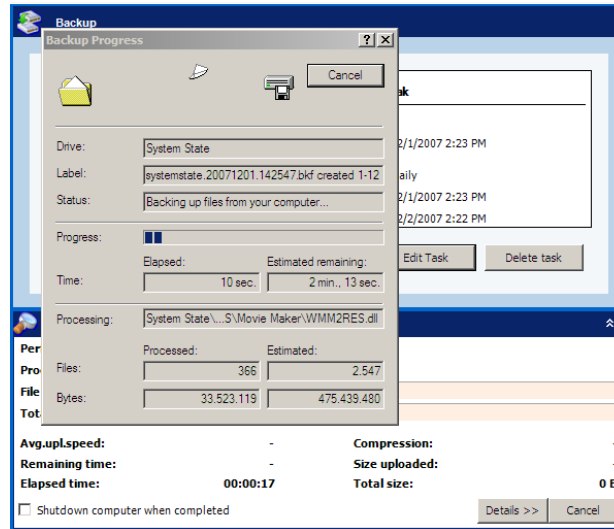 Backup
Backup Progress
Cancel
Drive: System State
Label: systemstate.20071201.142547.bkf created 1-12
Status: Backing up files from your computer...
Progress:
Elapsed: Estimated remaining:
Time: 10 sec. 2 min., 13 sec.
Processing: System State\...S\Movie Maker\WMM2RES.dll
Processed: Estimated:
Files: 366 2.547
Bytes: 33.523.119 475.439.480
2/1/2007 2:23 PM
aily
2/1/2007 2:23 PM
2/2/2007 2:22 PM
Edit Task Delete task
Per
Pro
File
Tot
Avg.upl.speed: - Compression: -
Remaining time: - Size uploaded: -
Elapsed time: 00:00:17 Total size: 0 B
Shutdown computer when completed Details >> Cancel